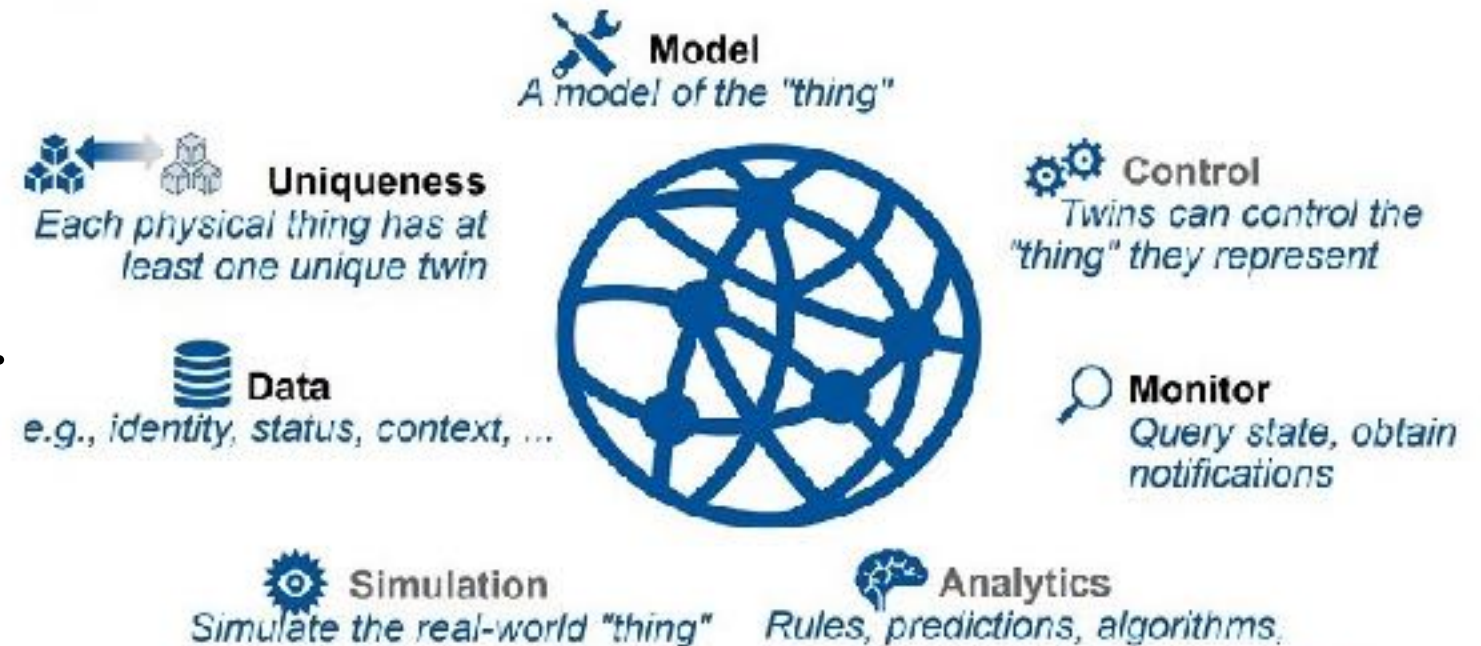 Model
A model of the "thing"
Uniqueness
Each physical thing has at
least one unique twin
Control
Twins can control the
"thing" they represent
Data
e.g., identity, status, context, ...
Monitor
Query state, obtain
notifications
Simulation
Simulate the real-world "thing"
Analytics
Rules, predictions, algorithms,